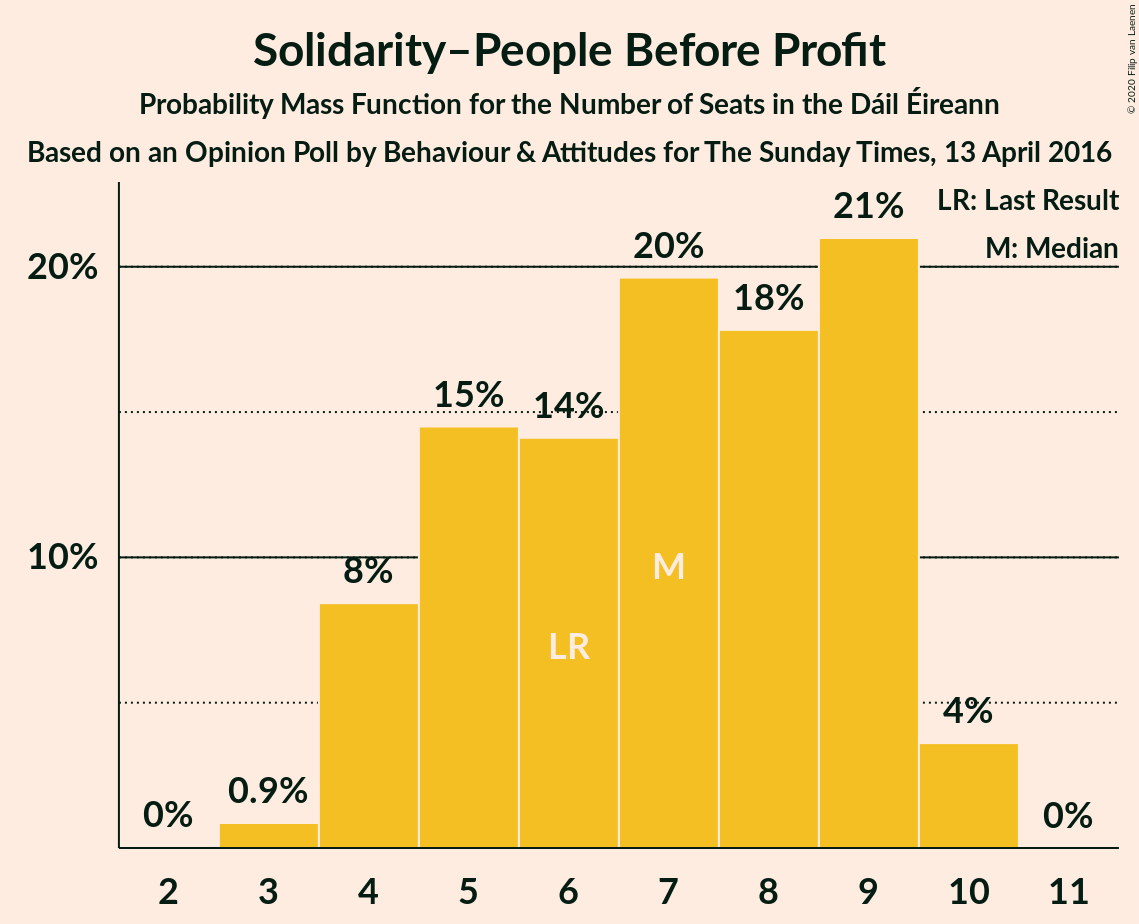 Solidarity–People Before Profit
Probability Mass Function for the Number of Seats in the Dáil Éireann
Based on an Opinion Poll by Behaviour & Attitudes for The Sunday Times, 13 April 2016
© 2020 Filip van Laenen
LR: Last Result
M: Median
20%
10%
0%
0.9%
8%
15%
14%
20%
18%
21%
4%
0%
M
LR
2 3 4 5 6 7 8 9 10 11